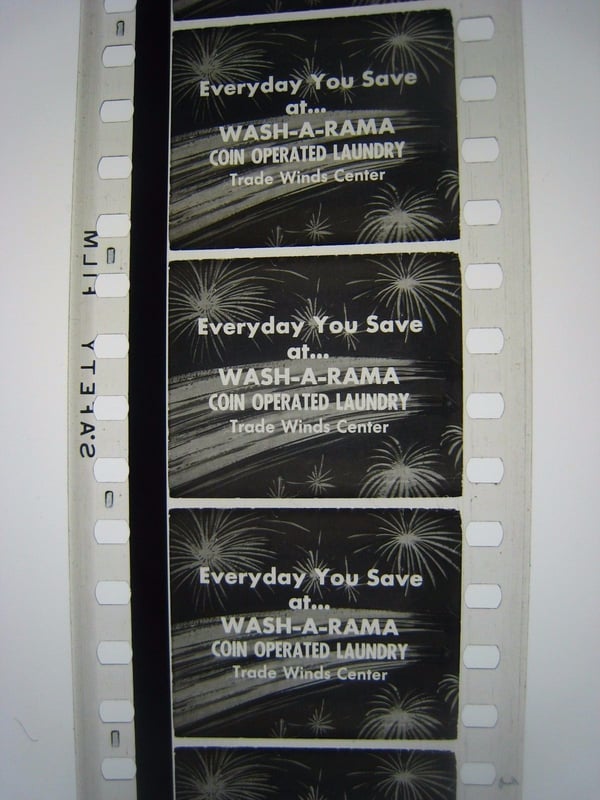 Everyday You Save
at...
WASH-A-RAMA
COIN OPERATED LAUNDRY
Trade Winds Center
Everyday You Save
at...
WASH-A-RAMA
COIN OPERATED LAUNDRY
Trade Winds Center
Everyday You Save
at...
WASH-A-RAMA
COIN OPERATED LAUNDRY
Trade Winds Center
S'AFETY FILM